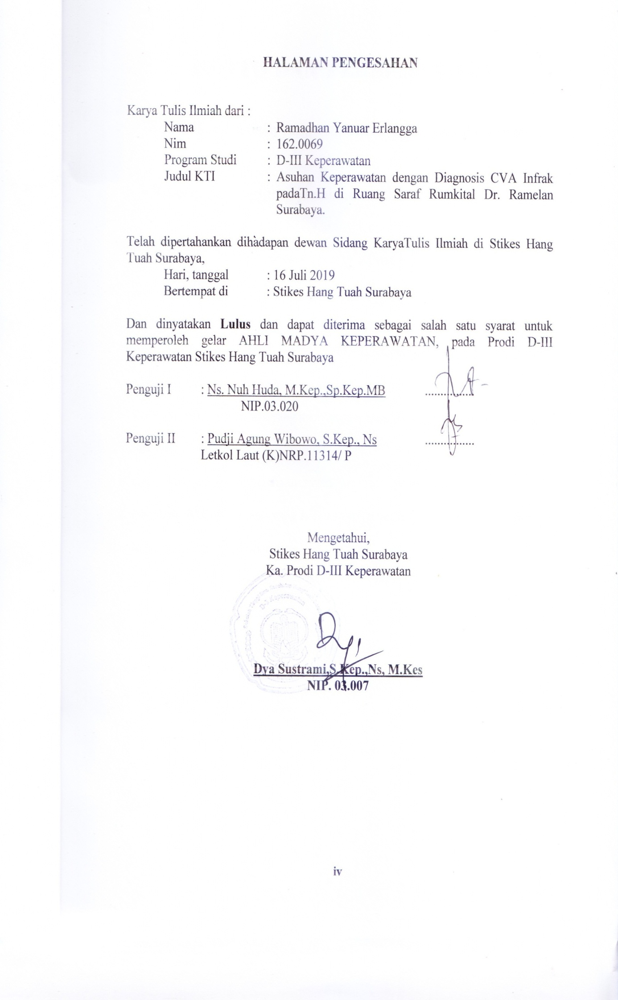 HALAMAN PENGESAHAN
Karya Tulis Ilmiah dari :
Nama : Ramadhan Yanuar Erlangga
Nim : 162.0069
Program Studi : D-III Keperawatan
Judul KTI : Asuhan Keperawatan dengan Diagnosis CVA Infrak
padaTn.H di Ruang Saraf Rumkital Dr. Ramelan
Surabaya.
Telah dipertahankan dihadapan dewan Sidang KaryaTulis Ilmiah di Stikes Hang
Tuah Surabaya,
Hari, tanggal : 16 Juli 2019
Bertempat di : Stikes Hang Tuah Surabaya
Dan dinyatakan Lulus dan dapat diterima sebagai salah satu syarat untuk
memperoleh gelar AHLI MADYA KEPERAWATAN, pada Prodi D-III
Keperawatan Stikes Hang Tuah Surabaya
Penguji I : Ns. Nuh Huda, M.Kep.,Sp.Kep.MB ................
NIP.03.020
Penguji II : Pudji Agung Wibowo, S.Kep., Ns ................
Letkol Laut (K)NRP.11314/ P
Mengetahui,
Stikes Hang Tuah Surabaya
Ka. Prodi D-III Keperawatan
D-3 Keperawatan
Dya Sustrami,S.Kep.,Ns, M.Kes
NIP. 03.007
iv